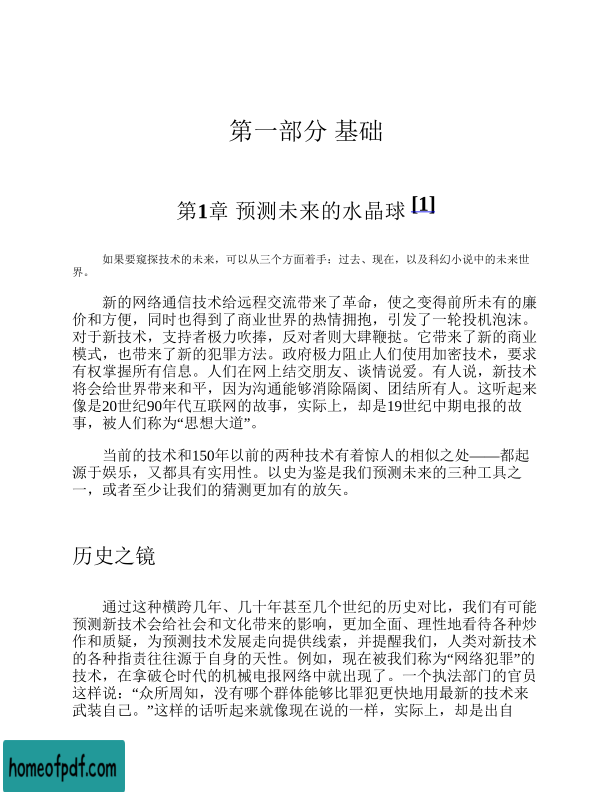 第一部分 基础
第1章 预测未来的水晶球[1]
如果要窥探技术的未来，可以从三个方面着手：过去、现在，以及科幻小说中的未来世
界。
新的网络通信技术给远程交流带来了革命，使之变得前所未有的廉
价和方便，同时也得到了商业世界的热情拥抱，引发了一轮投机泡沫。
对于新技术，支持者极力吹捧，反对者则大肆鞭挞。它带来了新的商业
模式，也带来了新的犯罪方法。政府极力阻止人们使用加密技术，要求
有权掌握所有信息。人们在网上结交朋友、谈情说爱。有人说，新技术
将会给世界带来和平，因为沟通能够消除隔阂、团结所有人。这听起来
像是20世纪90年代互联网的故事，实际上，却是19世纪中期电报的故
事，被人们称为“思想大道”。
当前的技术和150年以前的两种技术有着惊人的相似之处——都起
源于娱乐，又都具有实用性。以史为鉴是我们预测未来的三种工具之
一，或者至少让我们的猜测更加有的放矢。
历史之镜
通过这种横跨几年、几十年甚至几个世纪的历史对比，我们有可能
预测新技术会给社会和文化带来的影响，更加全面、理性地看待各种炒
作和质疑，为预测技术发展走向提供线索，并提醒我们，人类对新技术
的各种指责往往源于自身的天性。例如，现在被我们称为“网络犯罪”的
技术，在拿破仑时代的机械电报网络中就出现了。一个执法部门的官员
这样说：“众所周知，没有哪个群体能够比罪犯更快地用最新的技术来
武装自己。”这样的话听起来就像现在说的一样，实际上，却是出自
homeofpdf.com